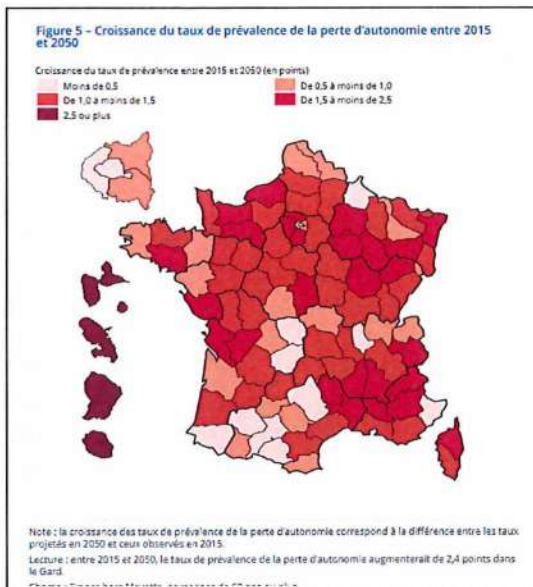 Figure 5 – Croissance du taux de prévalence de la perte d'autonomie entre 2015
et 2050
Croissance du taux de prévalence entre 2015 et 2050 (en points)
Moins de 0,5
De 0,5 à moins de 1,0
De 1,0 à moins de 1,5
De 1,5 à moins de 2,5
2,5 ou plus
Note : la croissance des taux de prévalence de la perte d'autonomie correspond à la différence entre les taux
projetés en 2050 et ceux observés en 2015.
Lecture : entre 2015 et 2050, le taux de prévalence de la perte d'autonomie augmenterait de 2,4 points dans
le Gard.